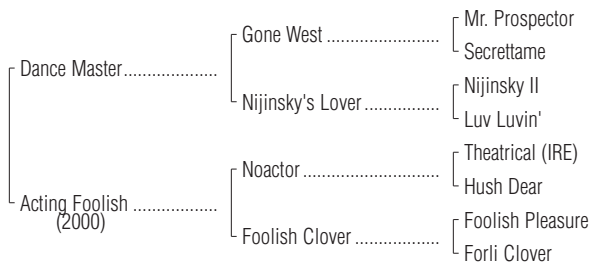 Mr. Prospector
Gone West ........................
Secrettame
Dance Master....................
Nijinsky II
Nijinsky's Lover ................
Luv Luvin'
Theatrical (IRE)
Noactor .............................
Hush Dear
Acting Foolish ..................
(2000)
Foolish Pleasure
Foolish Clover ..................
Forli Clover